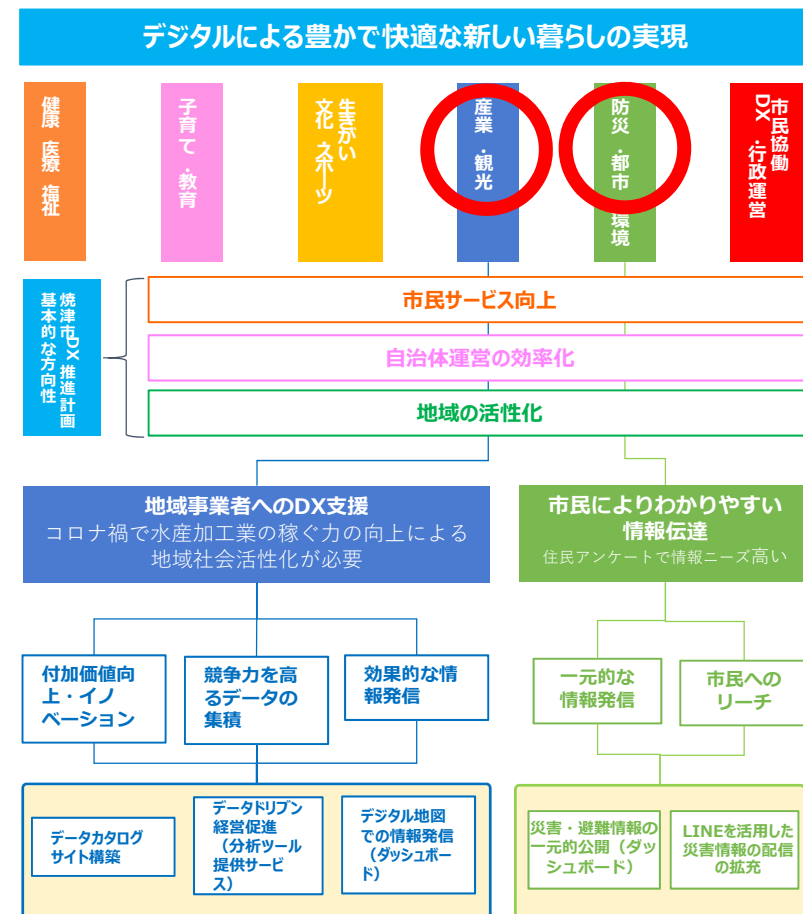 デジタルによる豊かで快適な新しい暮らしの実現
健康・医療・福祉
子育て・教育
生きがい
文化・スポーツ
産業・観光
防災・都市・環境
市民協働
DX・行政運営
焼津市DX推進計画
基本的な方向性
市民サービス向上
自治体運営の効率化
地域の活性化
地域事業者へのDX支援
コロナ禍で水産加工業の稼ぐ力の向上による
地域社会活性化が必要
市民によりわかりやすい
情報伝達
住民アンケートで情報ニーズ高い
付加価値向
上・イノ
ベーション
競争力を高
るデータの
集積
効果的な情
報発信
一元的な
情報発信
市民への
リーチ
データカタログ
サイト構築
データドリブン
経営促進
（分析ツール
提供サービ
ス）
デジタル地図
での情報発信
（ダッシュボー
ド）
災害・避難情報の
一元的公開（ダッ
シュボード）
LINEを活用した
災害情報の配信
の拡充